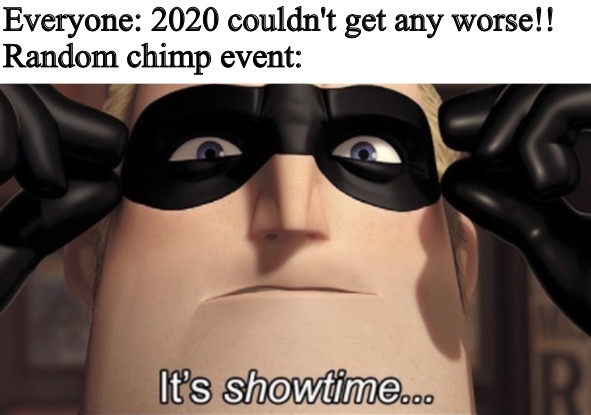 Everyone: 2020 couldn't get any worse!!
Random chimp event:
It's showtime...
R